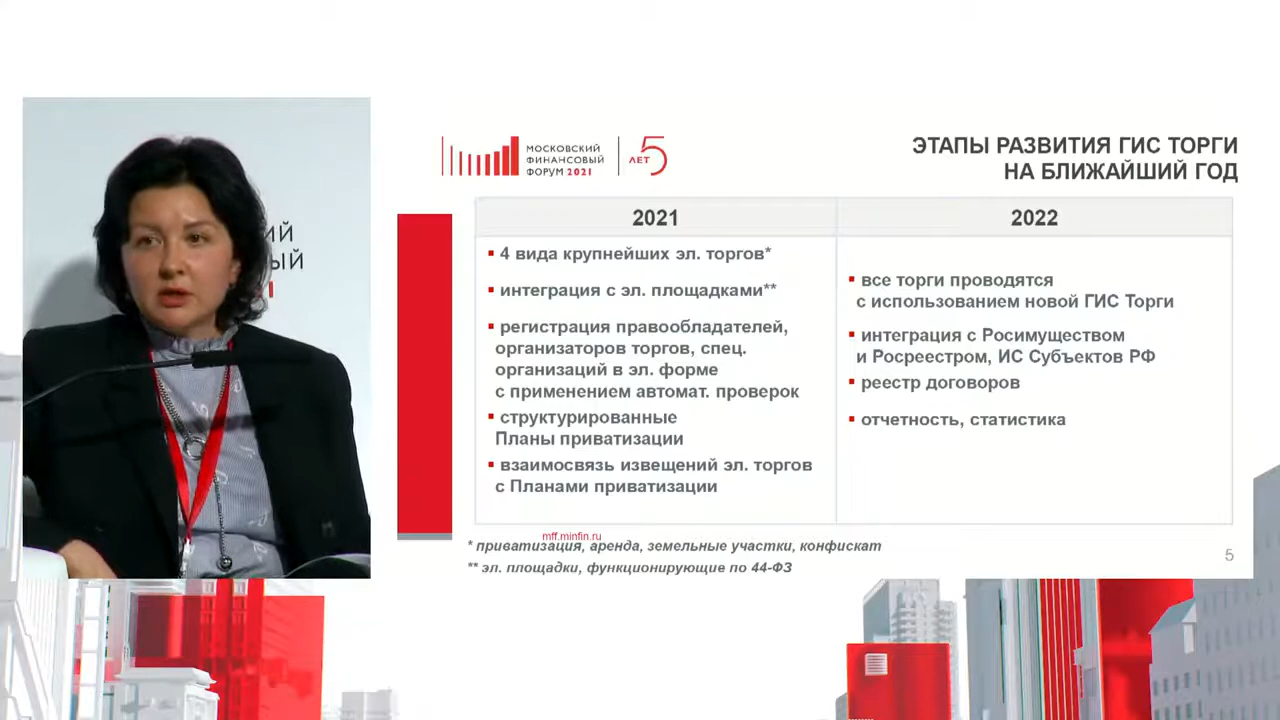 ИЙ
ЫЙ
МОСКОВСКИЙ
ФИНАНСОВЫЙ
ФОРУМ 2021
5 ЛЕТ
ЭТАПЫ РАЗВИТИЯ ГИС ТОРГИ
НА БЛИЖАЙШИЙ ГОД
2021
4 вида крупнейших эл. торгов*
интеграция с эл. площадками**
регистрация правообладателей,
организаторов торгов, спец.
организаций в эл. форме
с применением автомат. проверок
структурированные
Планы приватизации
взаимосвязь извещений эл. торгов
с Планами приватизации
2022
все торги проводятся
с использованием новой ГИС Торги
интеграция с Росимуществом
и Росреестром, ИС Субъектов РФ
реестр договоров
отчетность, статистика
mff.minfin.ru
* приватизация, аренда, земельные участки, конфискат
** эл. площадки, функционирующие по 44-ФЗ
5